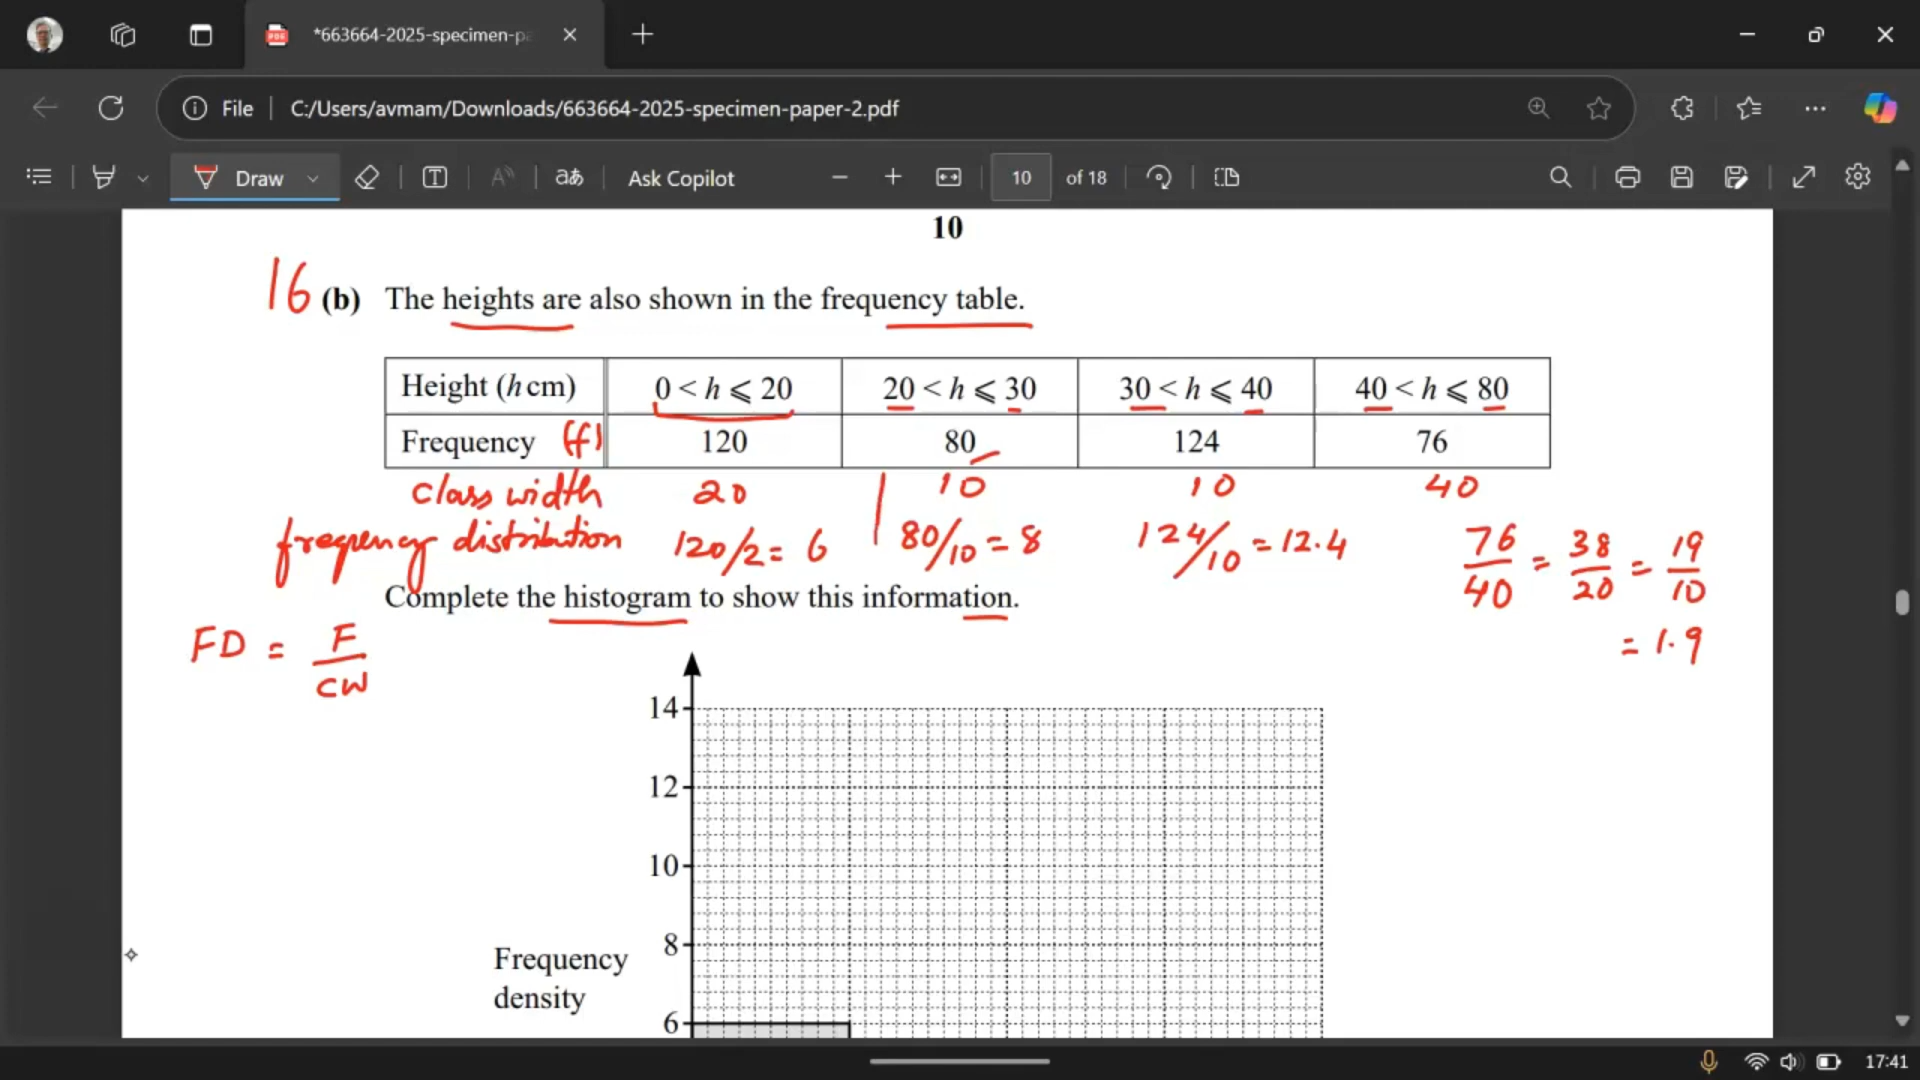 *663664-2025-specimen-pa
File C:/Users/avmam/Downloads/663664-2025-specimen-paper-2.pdf
Draw T aあ Ask Copilot 10 of 18
10
16 (b) The heights are also shown in the frequency table.
Height (h cm) 0 < h ⩽ 20 20 < h ⩽ 30 30 < h ⩽ 40 40 < h ⩽ 80
Frequency (f) 120 80 124 76
class width 20 10 10 40
frequency distribution 120/2 = 6 80/10 = 8 124/10 = 12.4 76/40 = 38/20 = 19/10
= 1.9
Complete the histogram to show this information.
FD = F/CW
14
12
10
8
Frequency
density
6
17:41